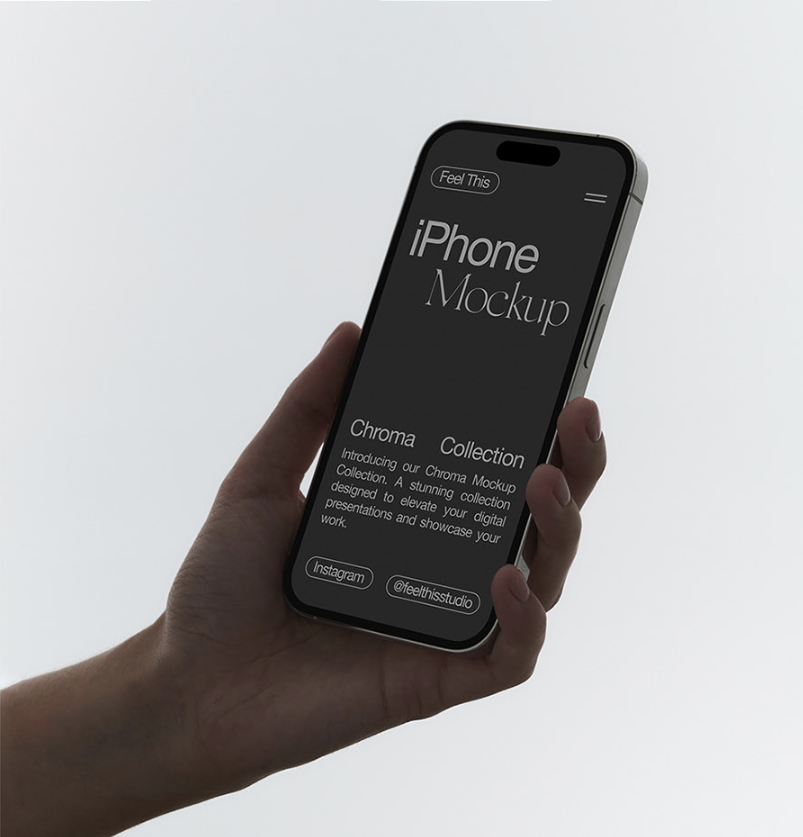 Feel This
iPhone
Mockup
Chroma Collection
Introducing our Chroma Mockup
Collection. A stunning collection
designed to elevate your digital
presentations and showcase your
work.
Instagram
@feelthisstudio